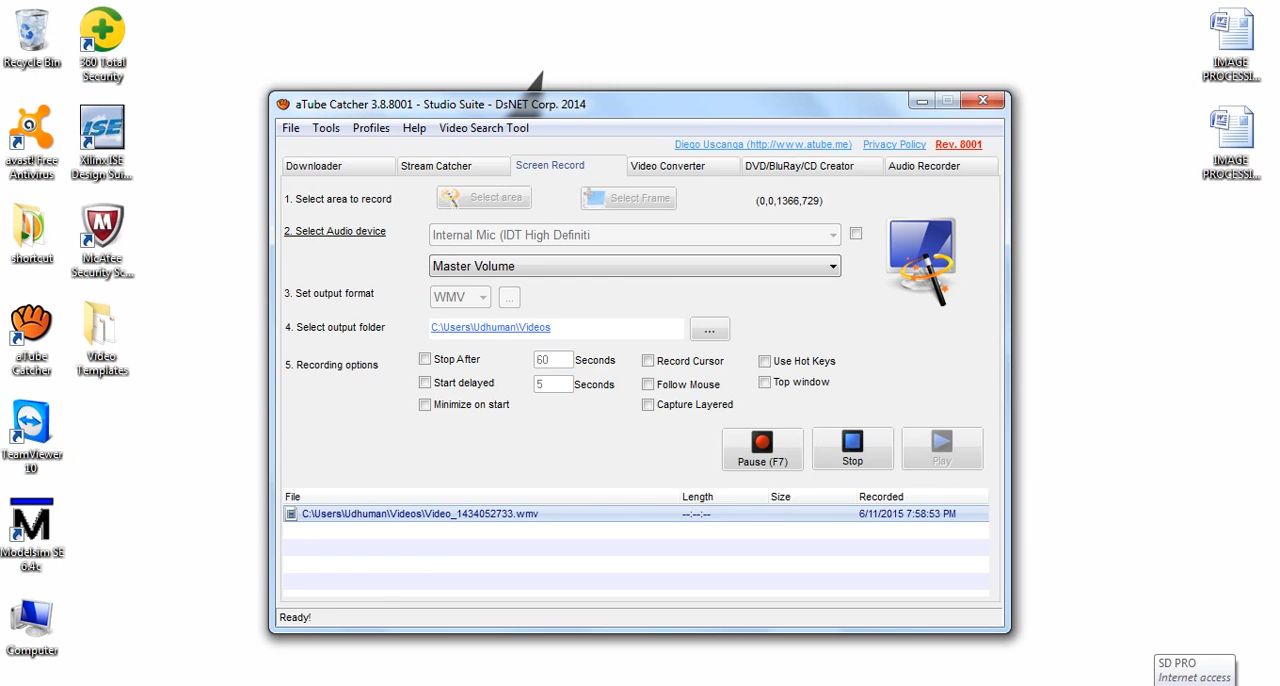 Recycle Bin
360 Total
Security
avast! Free
Antivirus
ISE
Xilinx ISE
Design Sui...
shortcut
McAfee
Security Sc...
aTube
Catcher
Video
Templates
TeamViewer
10
M
Modelsim SE
6.4c
Computer
IMAGE
PROCESSI...
IMAGE
PROCESSI...
aTube Catcher 3.8.8001 - Studio Suite - DsNET Corp. 2014
File Tools Profiles Help Video Search Tool
Diego Uscanga (http://www.atube.me) Privacy Policy Rev. 8001
Downloader Stream Catcher Screen Record Video Converter DVD/BluRay/CD Creator Audio Recorder
1. Select area to record Select area Select Frame (0,0,1366,729)
2. Select Audio device Internal Mic (IDT High Definiti
Master Volume
3. Set output format WMV ...
4. Select output folder C:\Users\Udhuman\Videos ...
5. Recording options Stop After 60 Seconds Record Cursor Use Hot Keys
Start delayed 5 Seconds Follow Mouse Top window
Minimize on start Capture Layered
Pause (F7) Stop Play
File Length Size Recorded
C:\Users\Udhuman\Videos\Video_1434052733.wmv --:--:-- 6/11/2015 7:58:53 PM
Ready!
SD PRO
Internet access